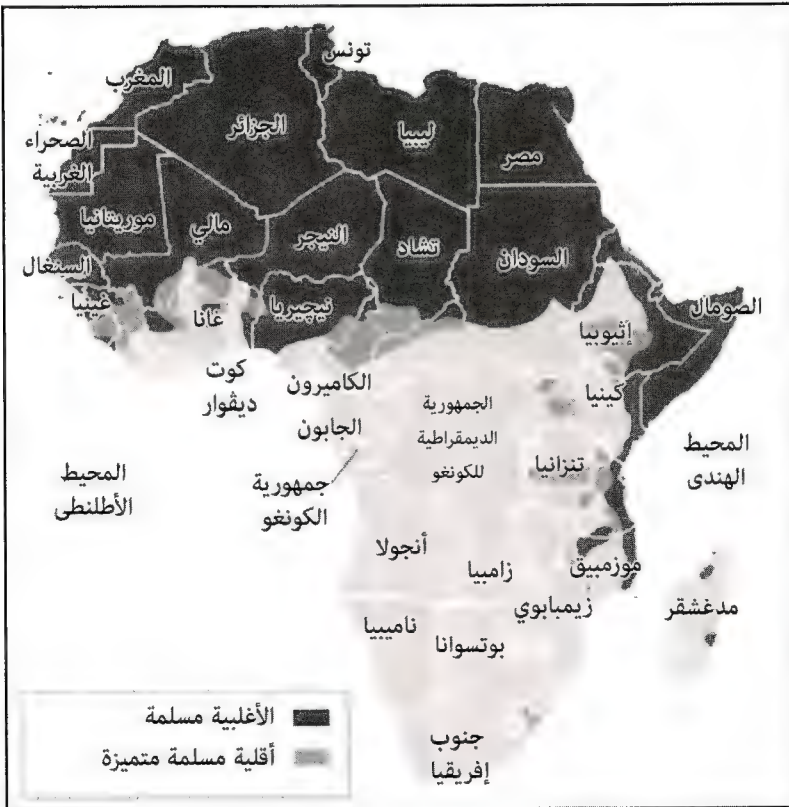 تونس
المغرب
الجزائر
ليبيا
مصر
الصحراء
الغربية
موريتانيا
مالي
النيجر
تشاد
السودان
السنغال
غينيا
غانا
نيچيريا
إثيوبيا
الصومال
كوت
ديڤوار
الكاميرون
الجابون
الجمهورية
الديمقراطية
للكونغو
كينيا
تنزانيا
المحيط
الهندى
المحيط
الأطلنطى
جمهورية
الكونغو
أنجولا
زامبيا
موزمبيق
زيمبابوي
مدغشقر
ناميبيا
بوتسوانا
جنوب
إفريقيا
الأغلبية مسلمة
أقلية مسلمة متميزة